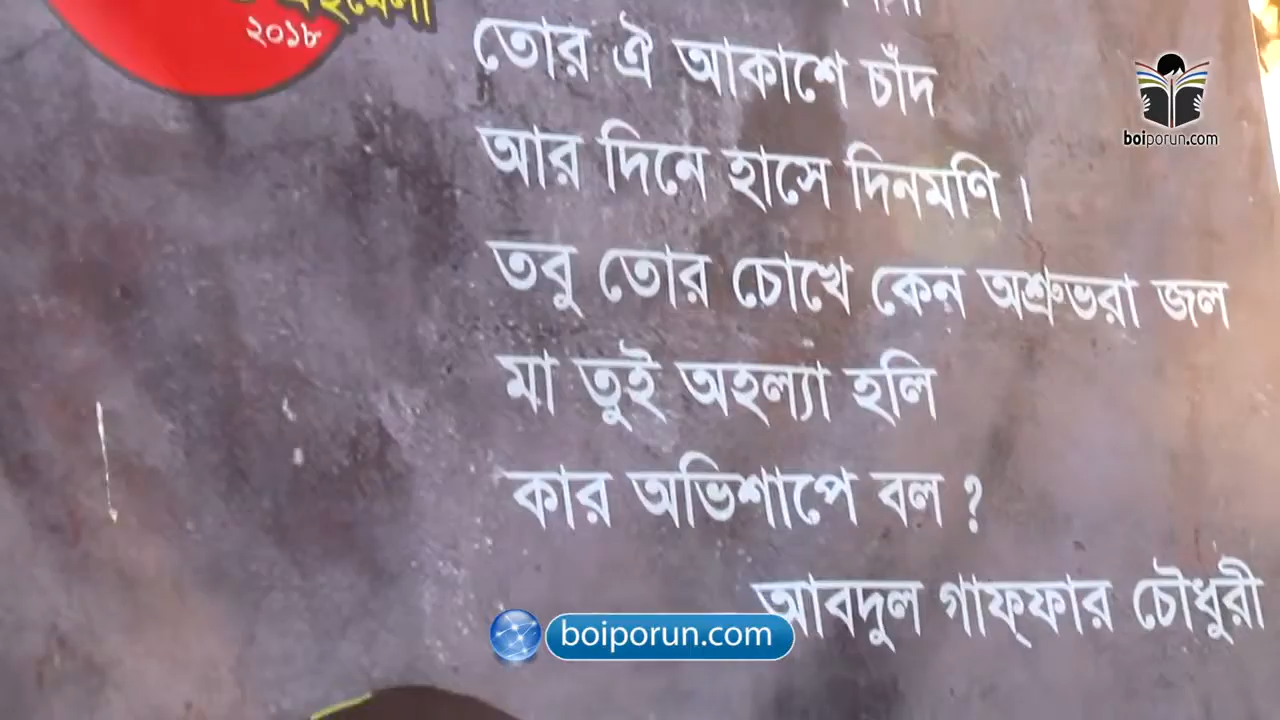 ২০১৮
তোর ঐ আকাশে চাঁদ
আর দিনে হাসে দিনমণি।
তবু তোর চোখে কেন অশ্রুভরা জল
মা তুই অহল্যা হলি
কার অভিশাপে বল ?
আবদুল গাফ্ফার চৌধুরী
boiporun.com
boiporun.com